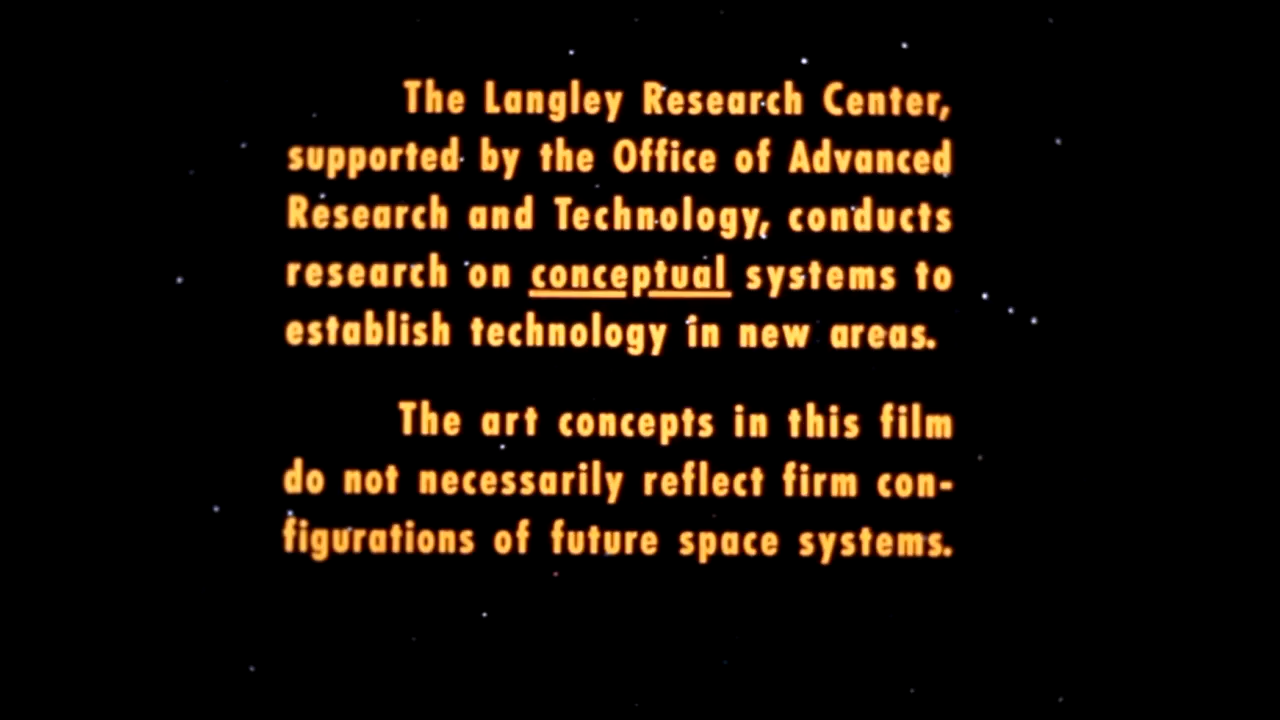 The Langley Research Center,
supported by the Office of Advanced
Research and Technology, conducts
research on conceptual systems to
establish technology in new areas.
The art concepts in this film
do not necessarily reflect firm con-
figurations of future space systems.